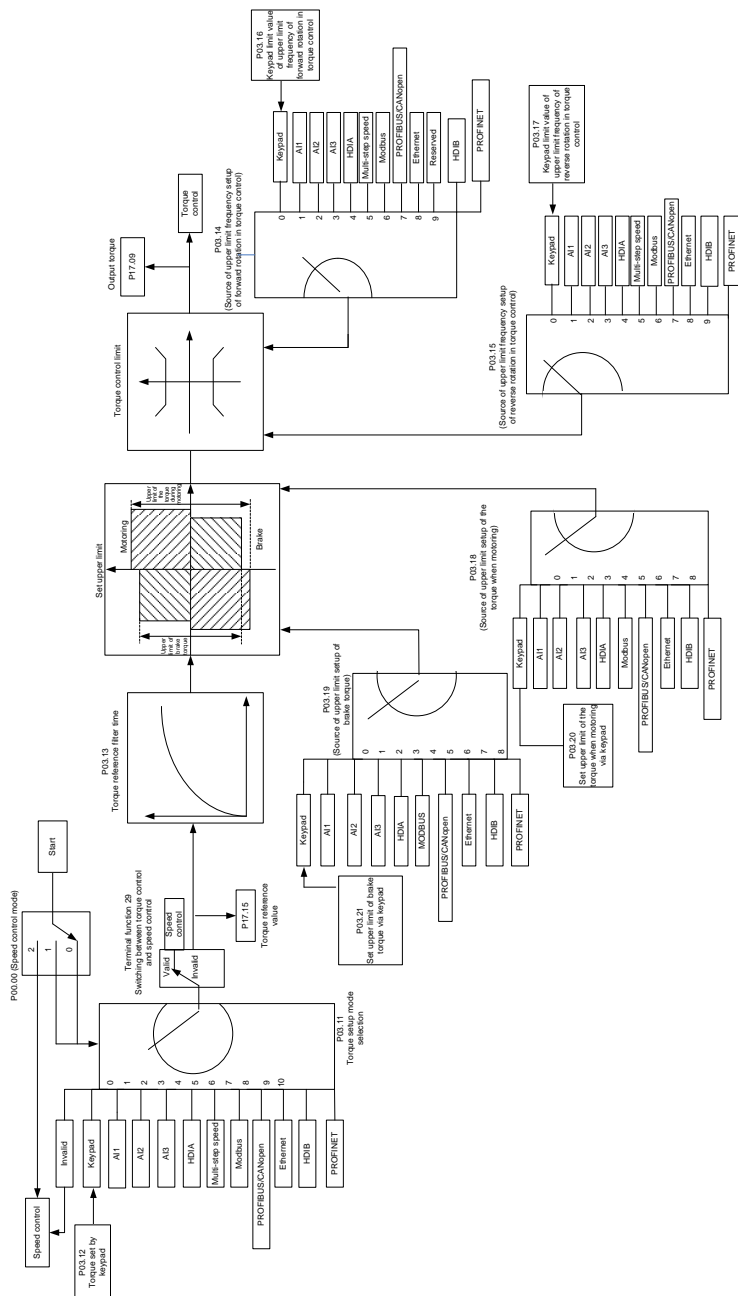 P00.00 (Speed control mode)
2
1
0
Start
Speed control
Invalid
Keypad
AI1
AI2
AI3
HDIA
Multi-step speed
Modbus
PROFIBUS/CANopen
Ethernet
HDIB
PROFINET
P03.12
Torque set by
keypad
0
1
2
3
4
5
6
7
8
9
10
P03.11
Torque setup mode
selection
Terminal function 29
Switching between torque control
and speed control
Valid
Invalid
Speed
control
P17.15
Torque reference
value
P03.13
Torque reference filter time
Set upper limit
Motoring
Brake
Upper
limit of
brake
torque
Upper
limit of
the
torque
during
motoring
Torque control limit
Output torque
P17.09
Torque
control
P03.21
Set upper limit of brake
torque via keypad
Keypad
AI1
AI2
AI3
HDIA
MODBUS
PROFIBUS/CANopen
Ethernet
HDIB
PROFINET
0
1
2
3
4
5
6
7
8
P03.19
(Source of upper limit setup of
brake torque)
P03.20
Set upper limit of the
torque when motoring
via keypad
Keypad
AI1
AI2
AI3
HDIA
Modbus
PROFIBUS/CANopen
Ethernet
HDIB
PROFINET
0
1
2
3
4
5
6
7
8
P03.18
(Source of upper limit setup of the
torque when motoring)
P03.14
(Source of upper limit frequency setup
of forward rotation in torque control)
0
1
2
3
4
5
6
7
8
9
Keypad
AI1
AI2
AI3
HDIA
Multi-step speed
Modbus
PROFIBUS/CANopen
Ethernet
Reserved
HDIB
PROFINET
P03.16
Keypad limit value
of upper limit
frequency of
forward rotation in
torque control
P03.15
(Source of upper limit frequency setup
of reverse rotation in torque control)
0
1
2
3
4
5
6
7
8
9
Keypad
AI1
AI2
AI3
HDIA
Multi-step speed
Modbus
PROFIBUS/CANopen
Ethernet
HDIB
PROFINET
P03.17
Keypad limit value of
upper limit frequency of
reverse rotation in torque
control